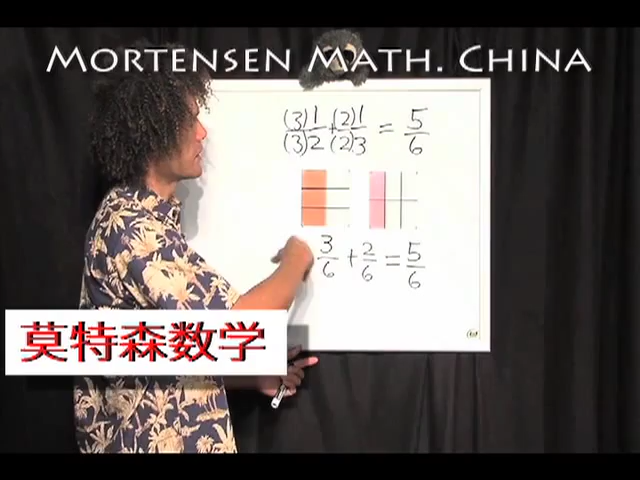 MORTENSEN MATH. CHINA
(3)1/(3)2 + (2)1/(2)3 = 5/6
3/6 + 2/6 = 5/6
莫特森数学